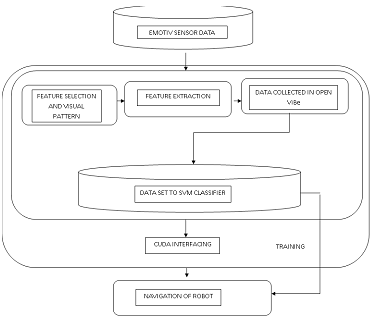 EMOTIV SENSOR DATA
FEATURE SELECTION
AND VISUAL
PATTERN
FEATURE EXTRACTION
DATA COLLECTED IN OPEN
ViBe
DATA SET TO SVM CLASSIFIER
CUDA INTERFACING
TRAINING
NAVIGATION OF ROBOT